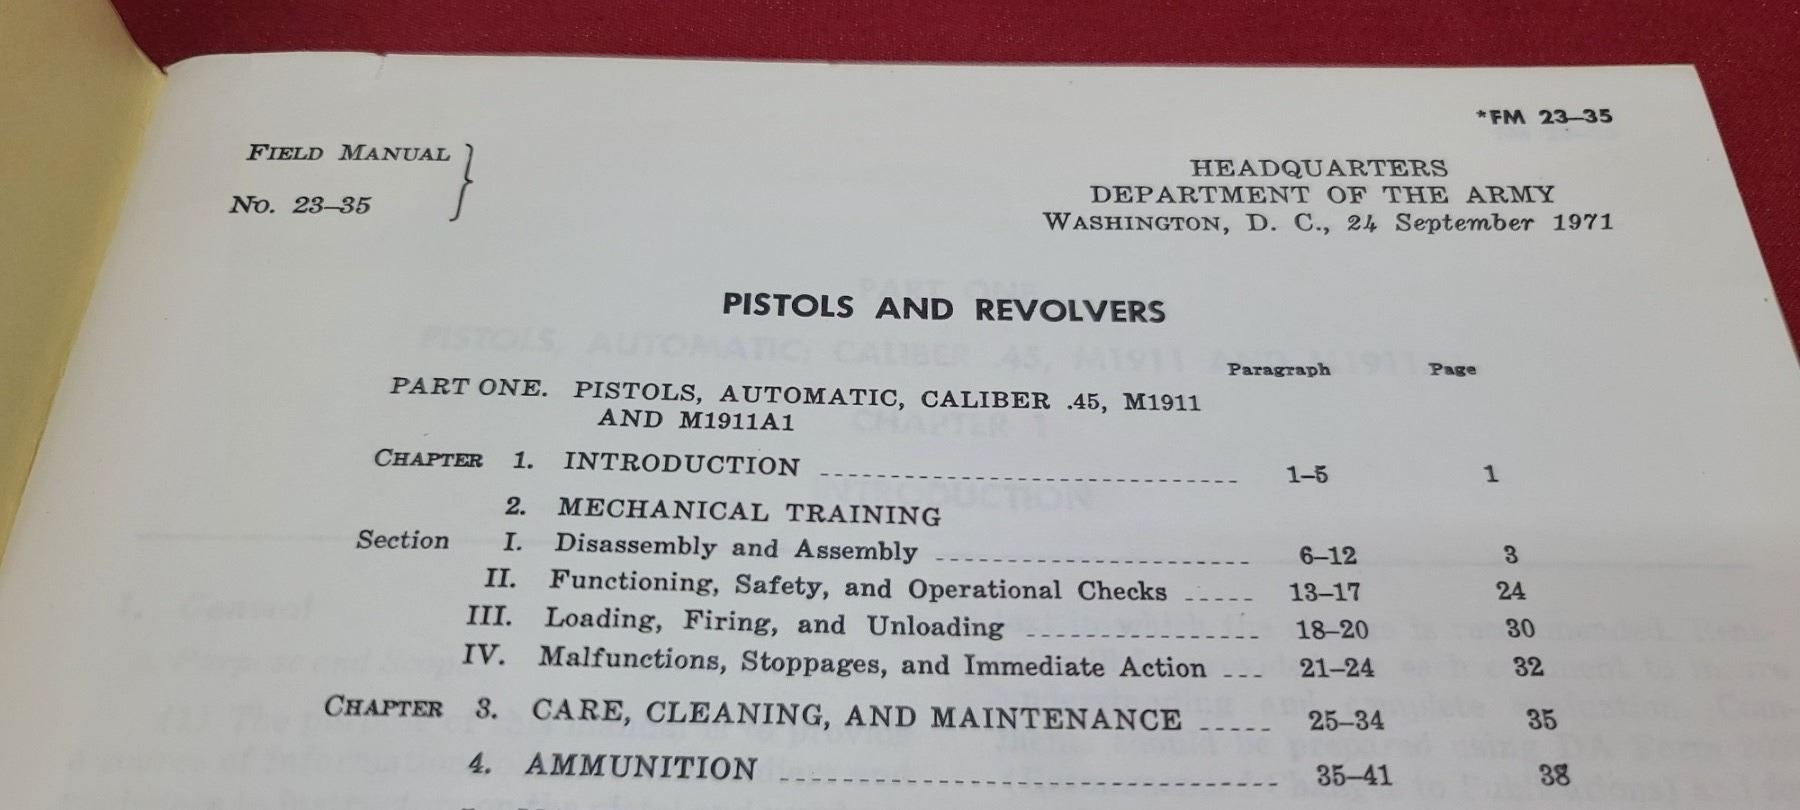 *FM 23–35
FIELD MANUAL
No. 23–35
HEADQUARTERS
DEPARTMENT OF THE ARMY
WASHINGTON, D. C., 24 September 1971
PISTOLS AND REVOLVERS
Paragraph Page
PART ONE. PISTOLS, AUTOMATIC, CALIBER .45, M1911
AND M1911A1
CHAPTER 1. INTRODUCTION 1–5 1
2. MECHANICAL TRAINING
Section I. Disassembly and Assembly 6–12 3
II. Functioning, Safety, and Operational Checks 13–17 24
III. Loading, Firing, and Unloading 18–20 30
IV. Malfunctions, Stoppages, and Immediate Action 21–24 32
CHAPTER 3. CARE, CLEANING, AND MAINTENANCE 25–34 35
4. AMMUNITION 35–41 38